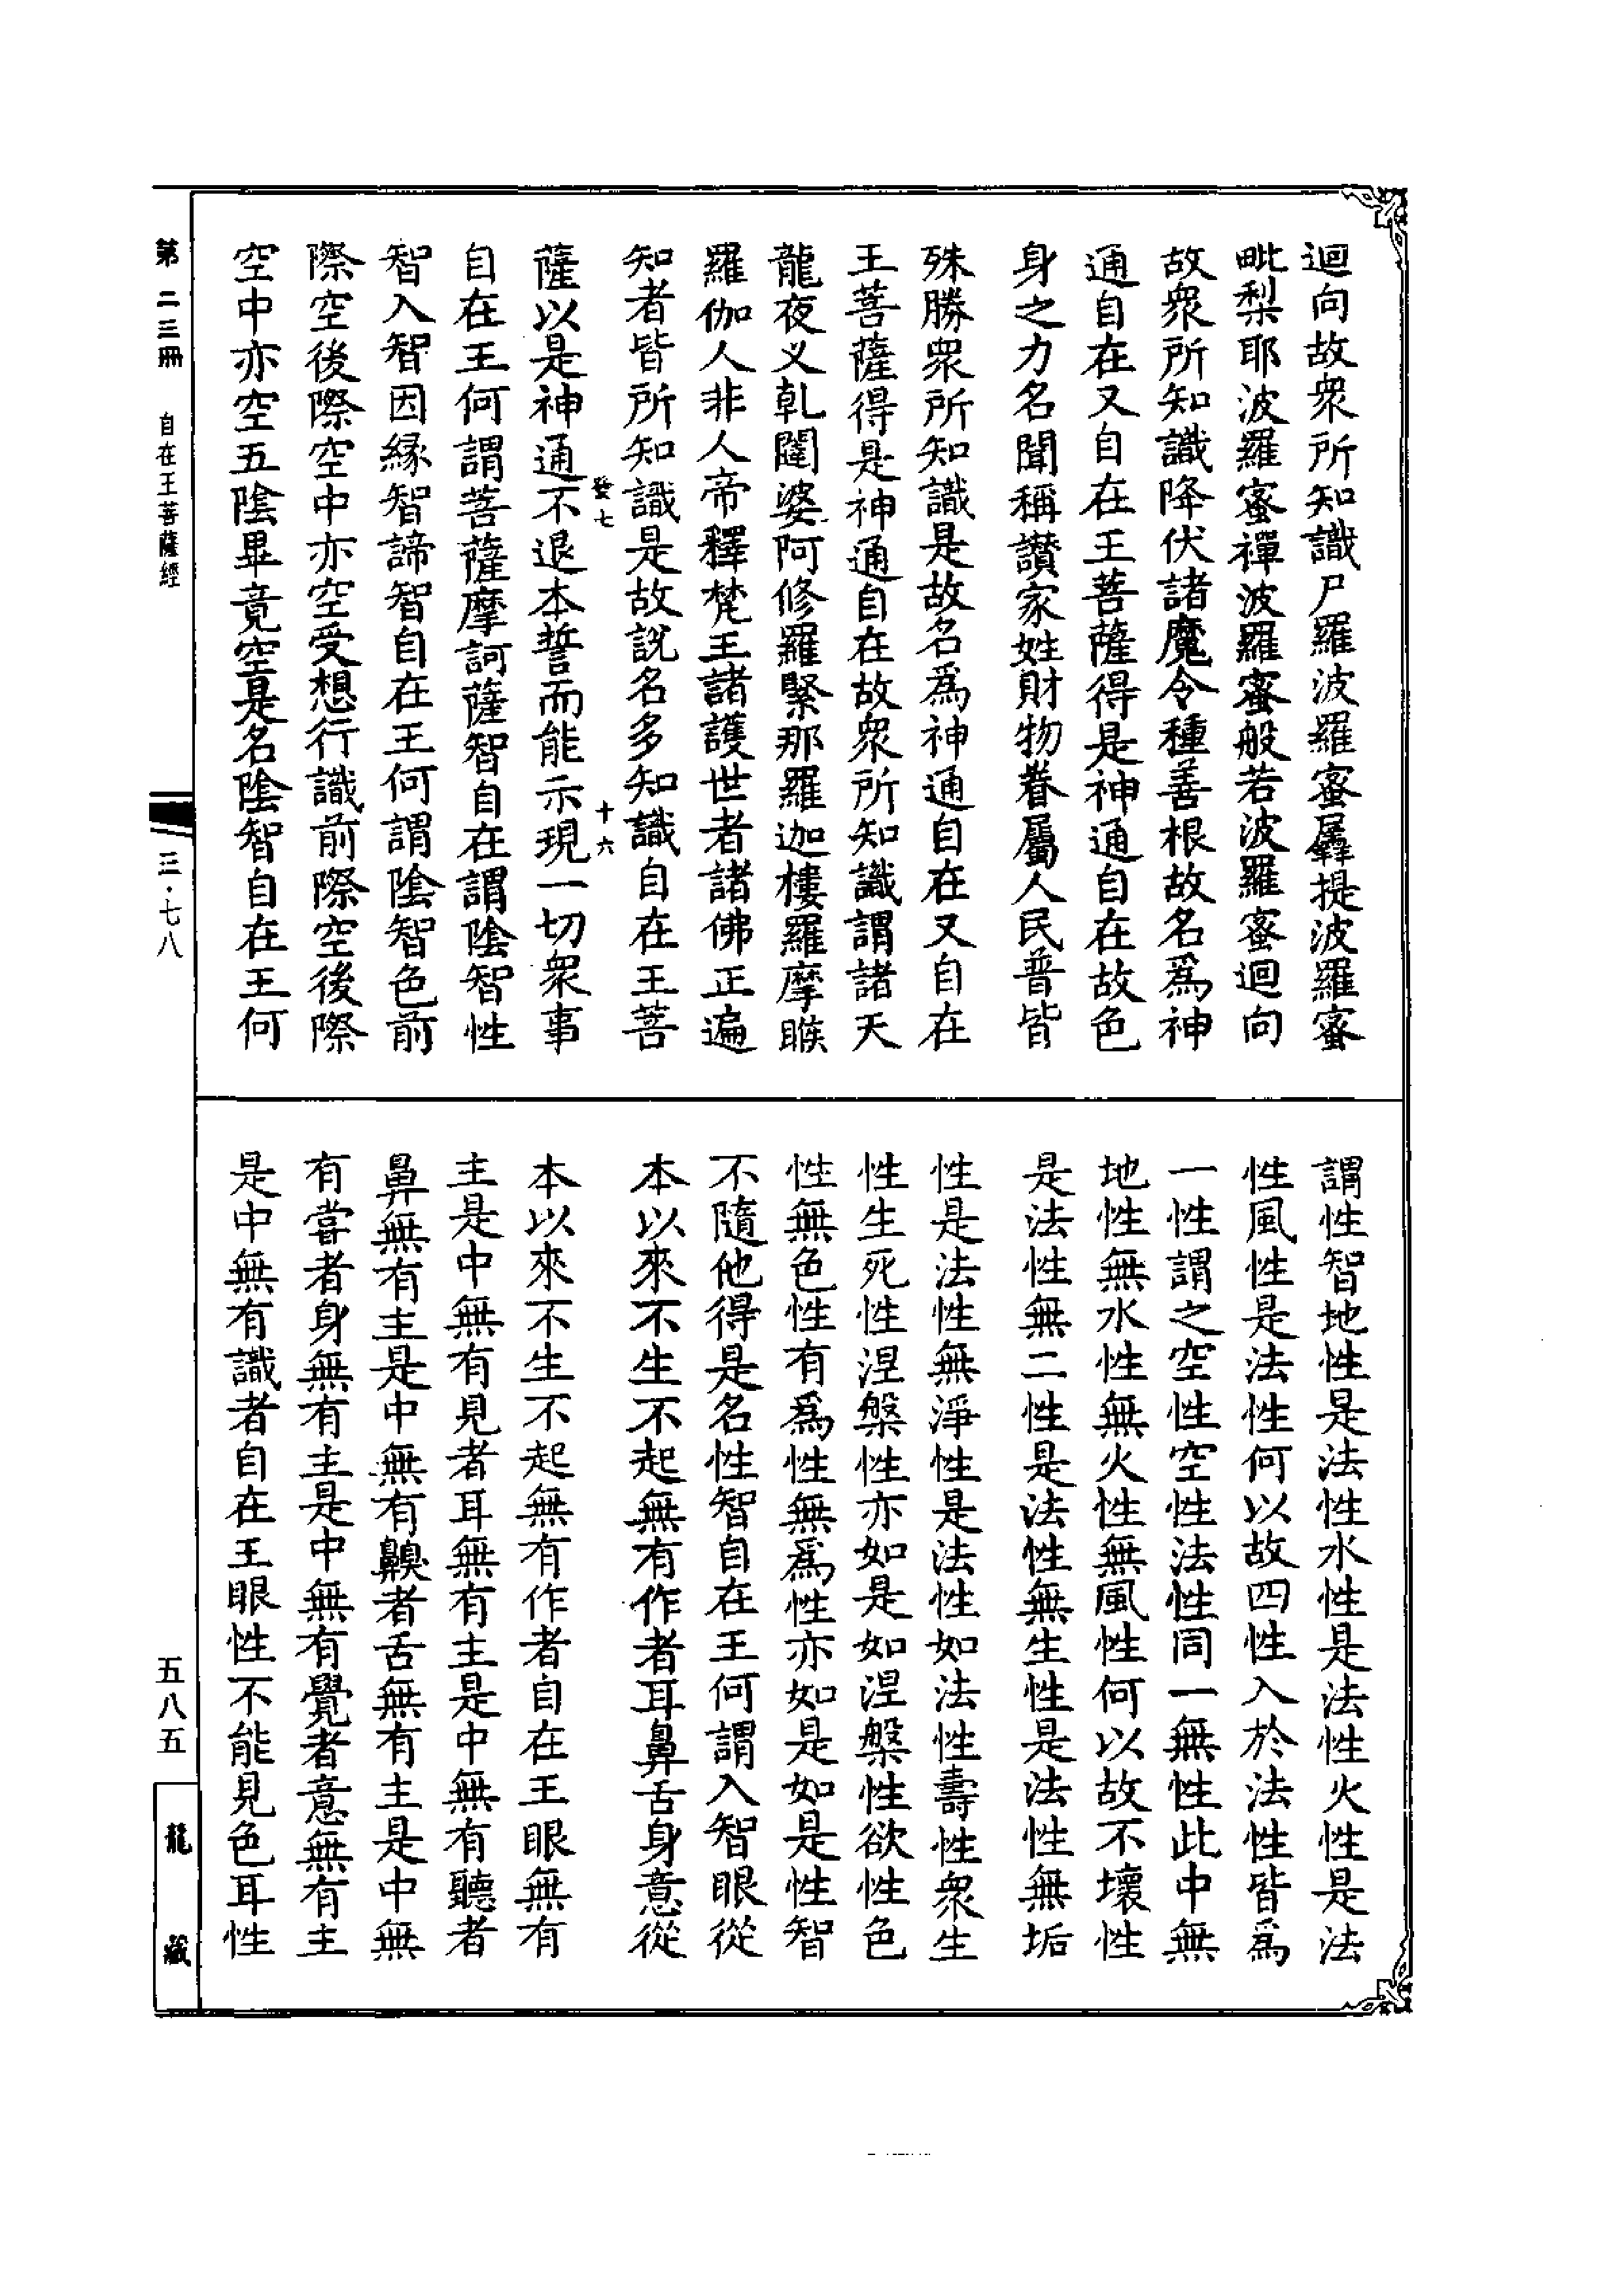 迴向故衆所知識尸羅波羅蜜羼提波羅蜜
毗梨耶波羅蜜禪波羅蜜般若波羅蜜迴向
故衆所知識降伏諸魔令種善根故名爲神
通自在又自在王菩薩得是神通自在故色
身之力名聞稱讚家姓財物眷屬人民普皆
殊勝衆所知識是故名爲神通自在又自在
王菩薩得是神通自在故衆所知識謂諸天
龍夜义乹闥婆阿修羅緊那羅迦樓羅摩睺
羅伽人非人帝釋梵王諸護世者諸佛正遍
知者皆所知識是故說名多知識自在王菩
發七　十六
薩以是神通不退本誓而能示現一切衆事
自在王何謂菩薩摩訶薩智自在謂陰智性
智入智因緣智諦智自在王何謂陰智色前
際空後際空中亦空受想行識前際空後際
空中亦空五陰畢竟空是名陰智自在王何
謂性智地性是法性水性是法性火性是法
性風性是法性何以故四性入於法性皆爲
一性謂之空性空性法性同一無性此中無
地性無水性無火性無風性何以故不壞性
是法性無二性是法性無生性是法性無垢
性是法性無淨性是法性如法性壽性衆生
性生死性涅槃性亦如是如涅槃性欲性色
性無色性有爲性無爲性亦如是如是性智
不隨他得是名性智自在王何謂入智眼從
本以來不生不起無有作者耳鼻舌身意從
本以來不生不起無有作者自在王眼無有
主是中無有見者耳無有主是中無有聽者
鼻無有主是中無有齅者舌無有主是中無
有嘗者身無有主是中無有覺者意無有主
是中無有識者自在王眼性不能見色耳性
第二三冊　自在王菩薩經
三·七八
五八五
龍藏